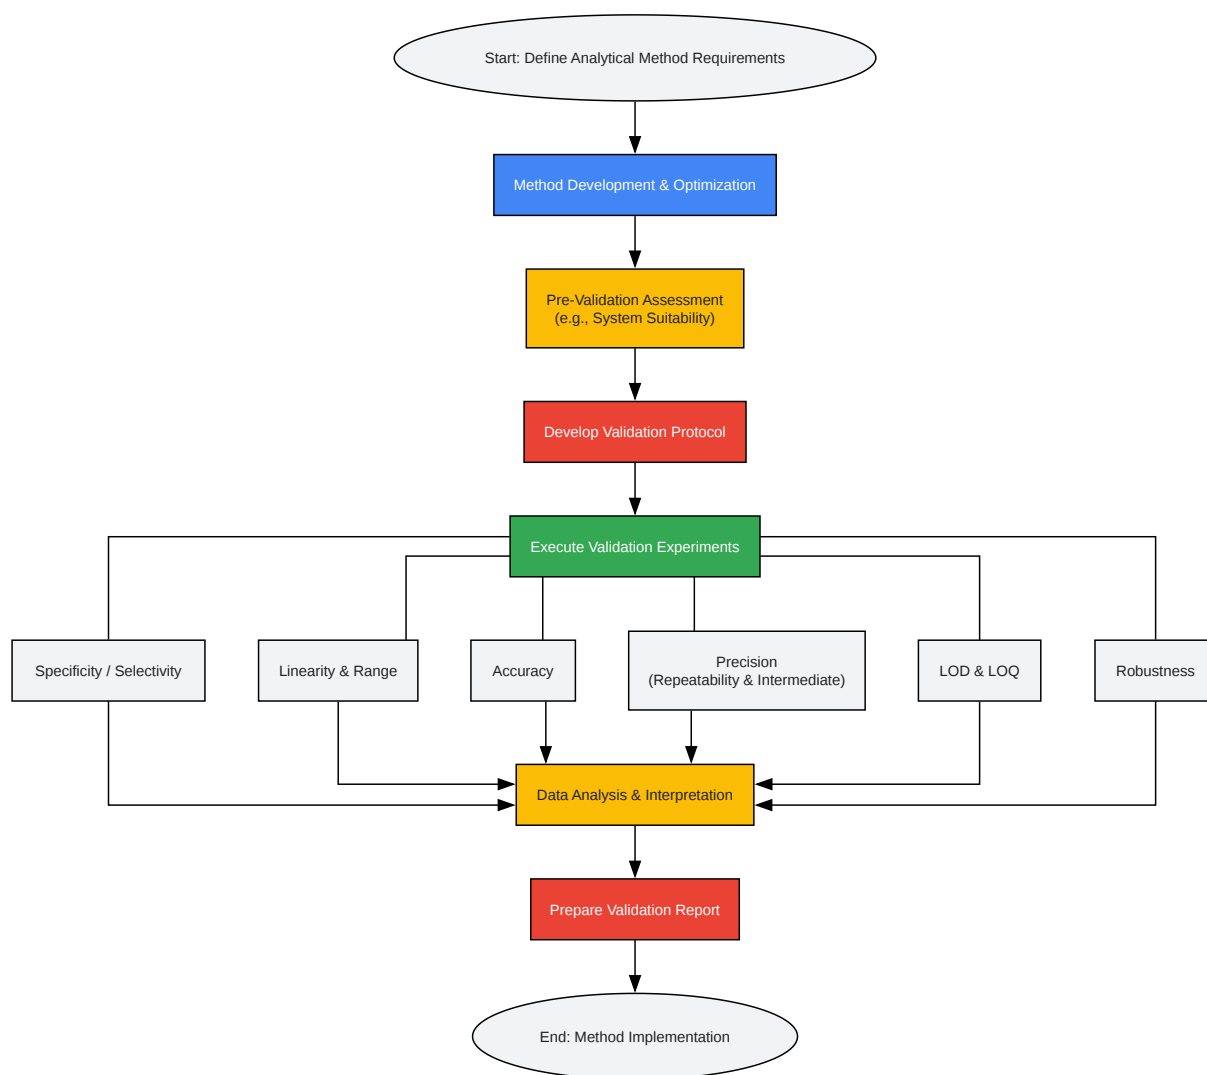 Start: Define Analytical Method Requirements
Method Development & Optimization
Pre-Validation Assessment
(e.g., System Suitability)
Develop Validation Protocol
Execute Validation Experiments
Specificity / Selectivity
Linearity & Range
Accuracy
Precision
(Repeatability & Intermediate)
LOD & LOQ
Robustness
Data Analysis & Interpretation
Prepare Validation Report
End: Method Implementation